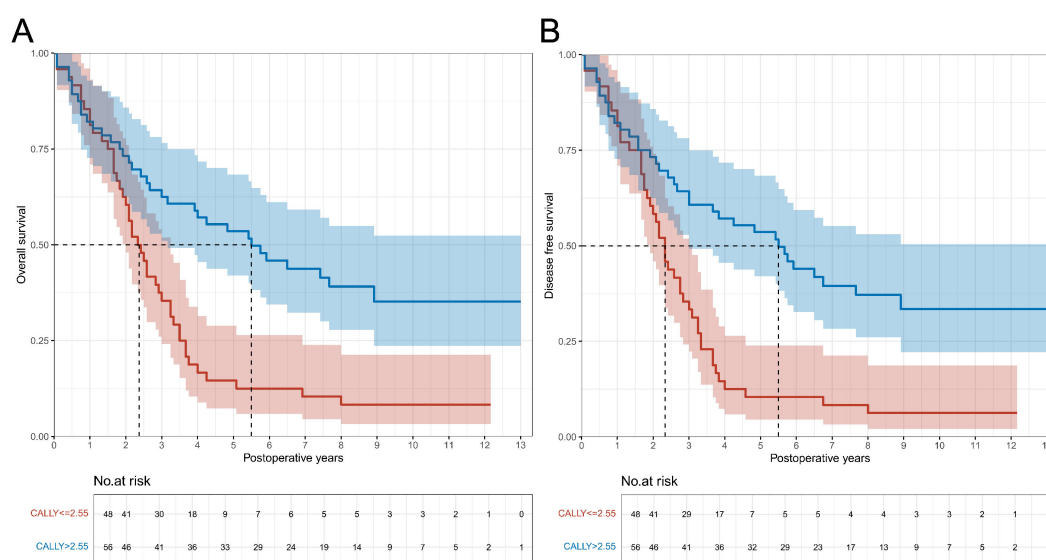 A
1.00
0.75
0.50
0.25
0.00
Overall survival
0 1 2 3 4 5 6 7 8 9 10 11 12 13
Postoperative years
No.at risk
CALLY<=2.55 48 41 30 18 9 7 6 5 5 3 3 2 1 0
CALLY>2.55 56 46 41 36 33 29 24 19 14 9 7 5 2 1
B
1.00
0.75
0.50
0.25
0.00
Disease free survival
0 1 2 3 4 5 6 7 8 9 10 11 12
Postoperative years
No.at risk
CALLY<=2.55 48 41 29 17 7 5 5 4 4 3 3 2 1
CALLY>2.55 56 46 41 36 32 29 23 17 13 9 7 5 2